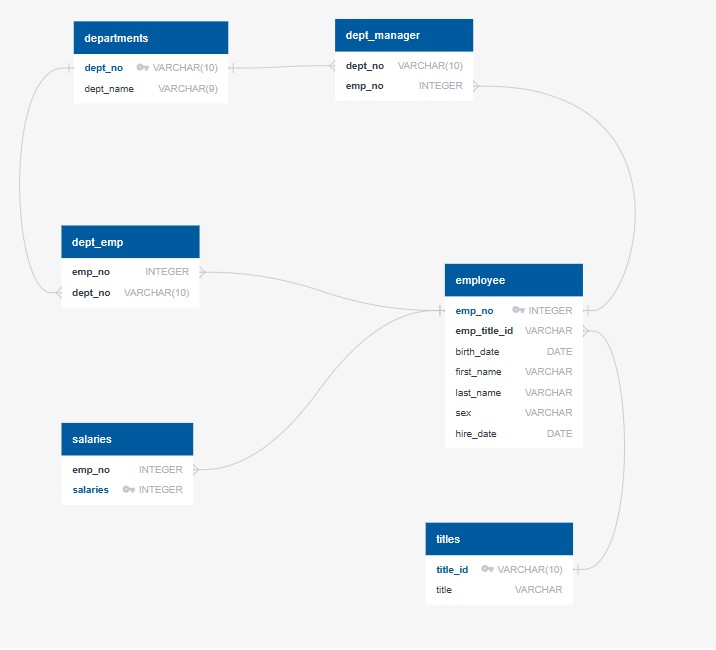 departments
dept_no VARCHAR(10)
dept_name VARCHAR(9)
dept_manager
dept_no VARCHAR(10)
emp_no INTEGER
dept_emp
emp_no INTEGER
dept_no VARCHAR(10)
employee
emp_no INTEGER
emp_title_id VARCHAR
birth_date DATE
first_name VARCHAR
last_name VARCHAR
sex VARCHAR
hire_date DATE
salaries
emp_no INTEGER
salaries INTEGER
titles
title_id VARCHAR(10)
title VARCHAR